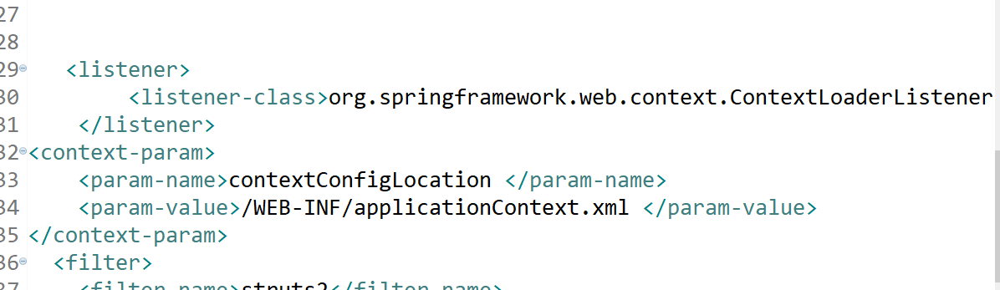 27
28
29 <listener>
30 <listener-class>org.springframework.web.context.ContextLoaderListener
31 </listener>
32 <context-param>
33 <param-name>contextConfigLocation </param-name>
34 <param-value>/WEB-INF/applicationContext.xml </param-value>
35 </context-param>
36 <filter>
37 <filter-name>struts2</filter-name>